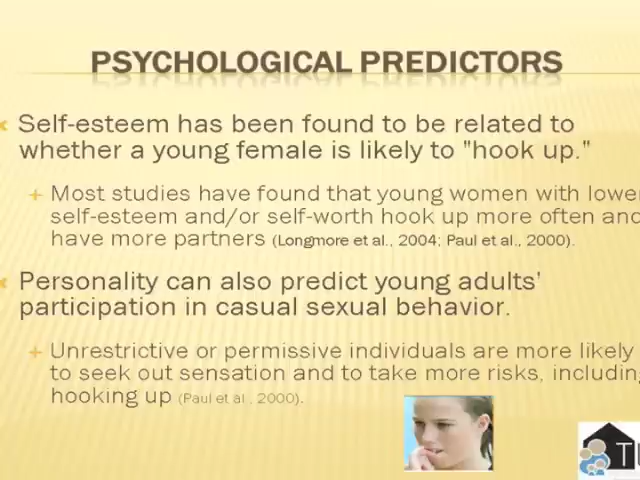 PSYCHOLOGICAL PREDICTORS
Self-esteem has been found to be related to
whether a young female is likely to "hook up."
Most studies have found that young women with lower
self-esteem and/or self-worth hook up more often and
have more partners (Longmore et al., 2004; Paul et al., 2000).
Personality can also predict young adults'
participation in casual sexual behavior.
Unrestrictive or permissive individuals are more likely
to seek out sensation and to take more risks, including
hooking up (Paul et al., 2000).